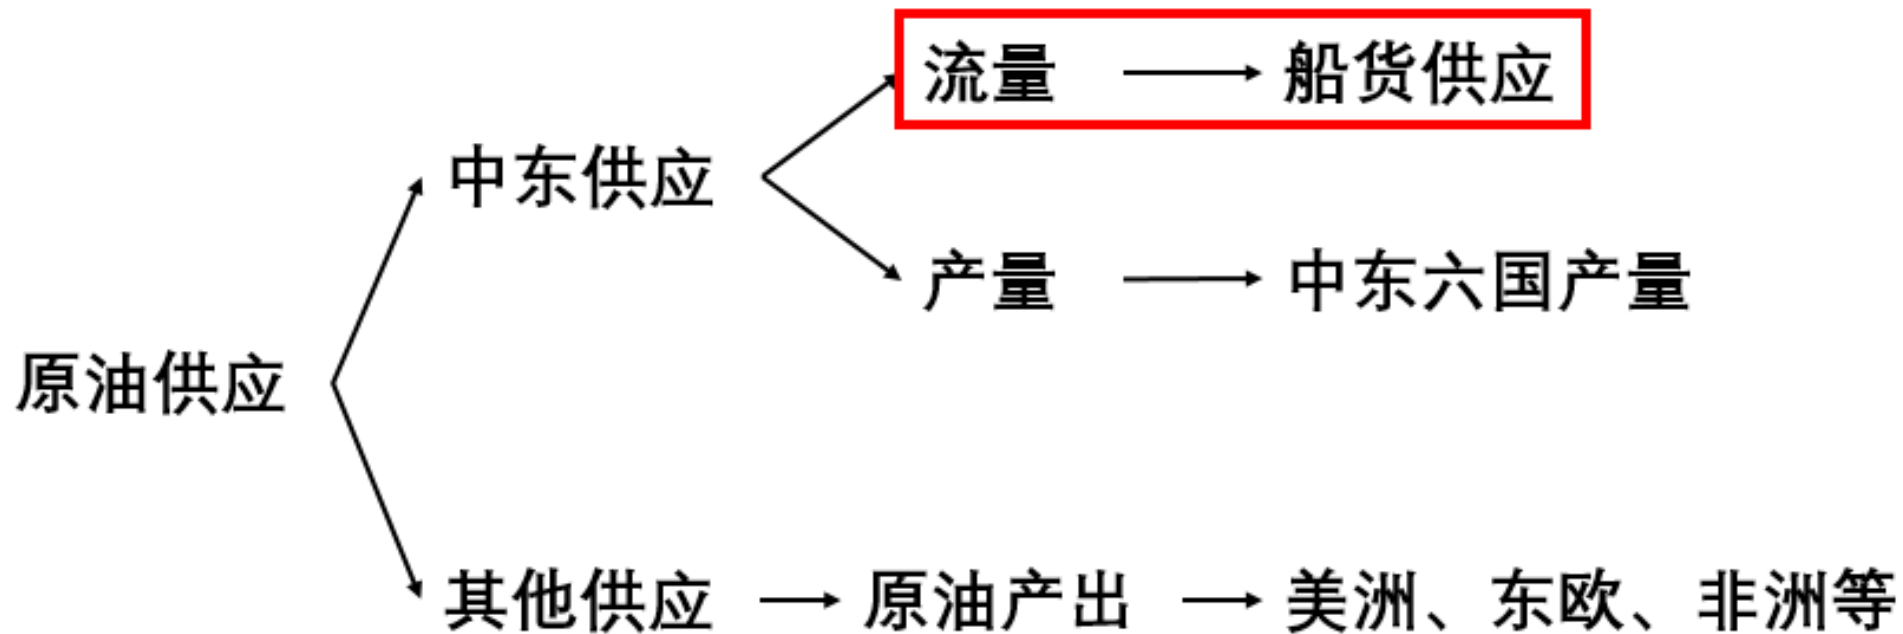 流量 船货供应
中东供应
产量 中东六国产量
原油供应
其他供应 原油产出 美洲、东欧、非洲等